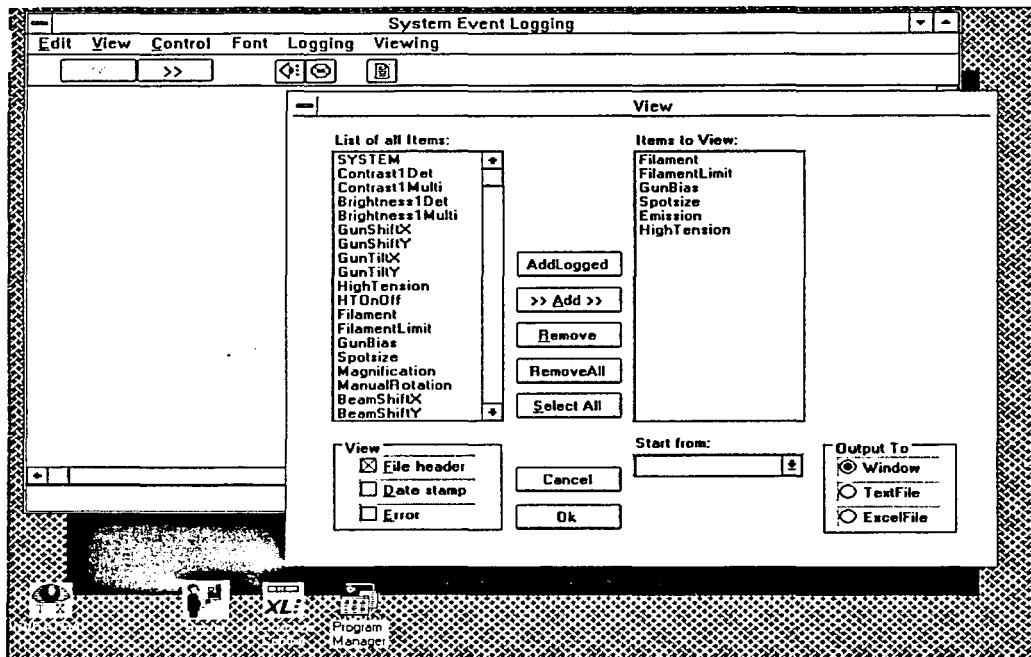 System Event Logging
Edit View Control Font Logging Viewing
>>
View
List of all Items:
SYSTEM
Contrast1Det
Contrast1Multi
Brightness1Det
Brightness1Multi
GunShiftX
GunShiftY
GunTiltX
GunTiltY
HighTension
HTOnOff
Filament
FilamentLimit
GunBias
Spotsize
Magnification
ManualRotation
BeamShiftX
BeamShiftY
AddLogged
>> Add >>
Remove
RemoveAll
Select All
Items to View:
Filament
FilamentLimit
GunBias
Spotsize
Emission
HighTension
View
File header
Date stamp
Error
Cancel
Ok
Start from:
Output To
Window
TextFile
ExcelFile
XL
Program
Manager